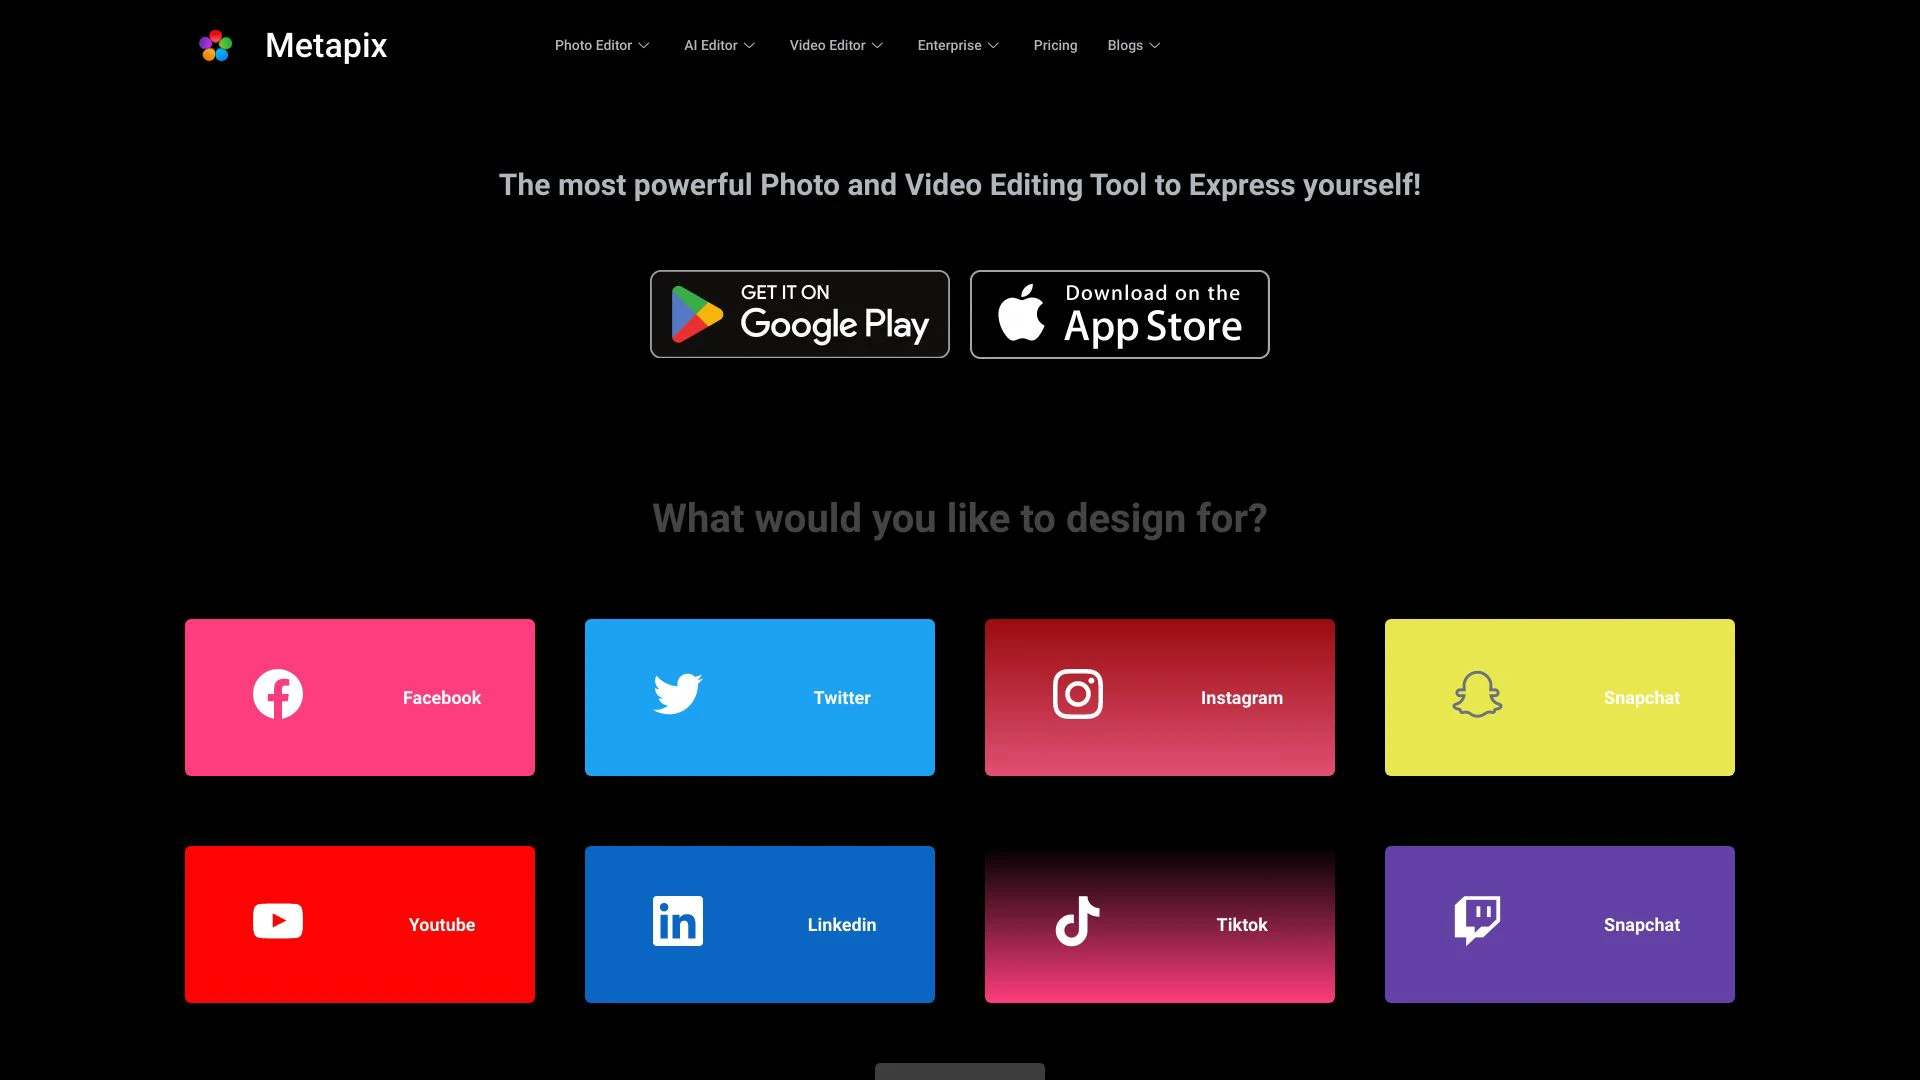 Metapix
Photo Editor
AI Editor
Video Editor
Enterprise
Pricing
Blogs
The most powerful Photo and Video Editing Tool to Express yourself!
GET IT ON
Google Play
Download on the
App Store
What would you like to design for?
Facebook
Twitter
Instagram
Snapchat
Youtube
Linkedin
Tiktok
Snapchat